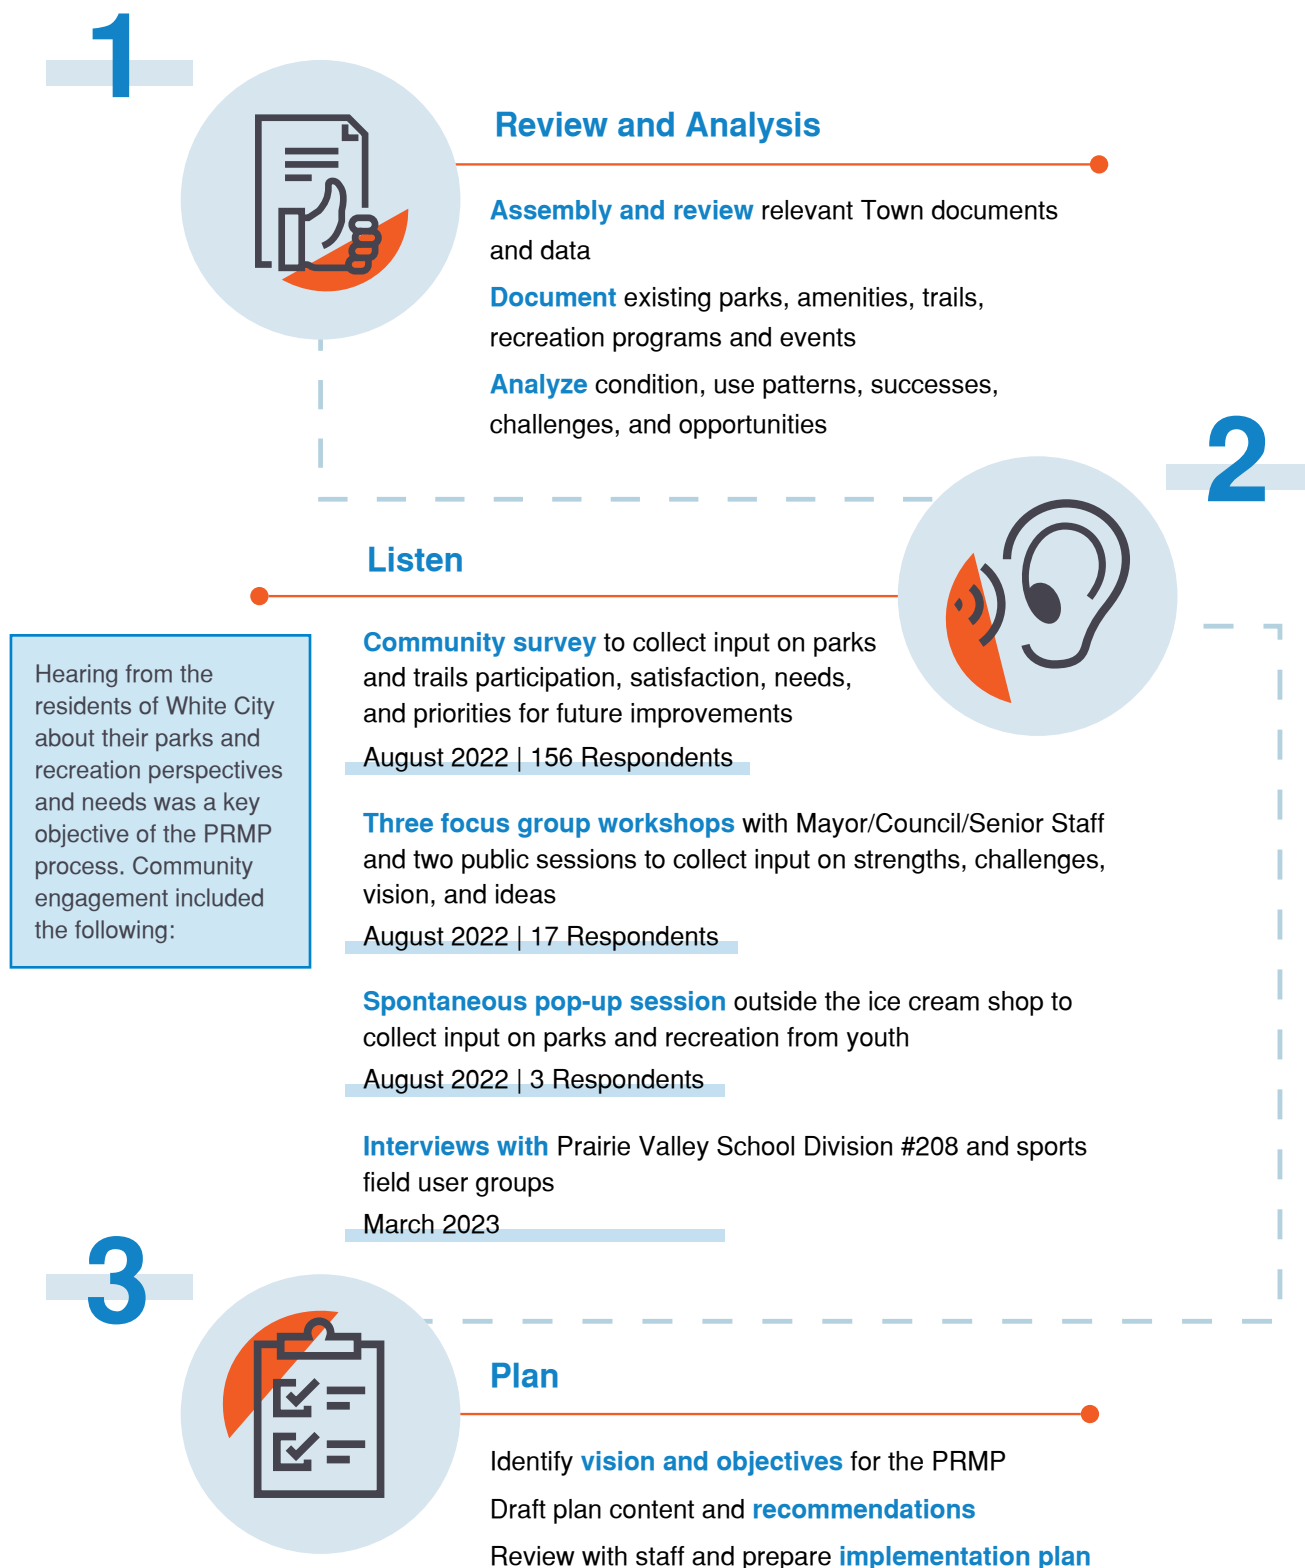 1
Review and Analysis
Assembly and review relevant Town documents
and data
Document existing parks, amenities, trails,
recreation programs and events
Analyze condition, use patterns, successes,
challenges, and opportunities
2
Listen
Hearing from the
residents of White City
about their parks and
recreation perspectives
and needs was a key
objective of the PRMP
process. Community
engagement included
the following:
Community survey to collect input on parks
and trails participation, satisfaction, needs,
and priorities for future improvements
August 2022 | 156 Respondents
Three focus group workshops with Mayor/Council/Senior Staff
and two public sessions to collect input on strengths, challenges,
vision, and ideas
August 2022 | 17 Respondents
Spontaneous pop-up session outside the ice cream shop to
collect input on parks and recreation from youth
August 2022 | 3 Respondents
Interviews with Prairie Valley School Division #208 and sports
field user groups
March 2023
3
Plan
Identify vision and objectives for the PRMP
Draft plan content and recommendations
Review with staff and prepare implementation plan